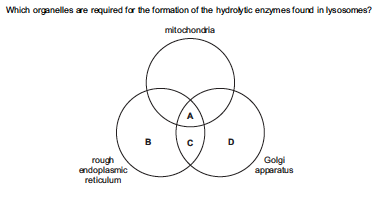 Which organelles are required for the formation of the hydrolytic enzymes found in lysosomes?
mitochondria
A
B
C
D
rough
endoplasmic
reticulum
Golgi
apparatus